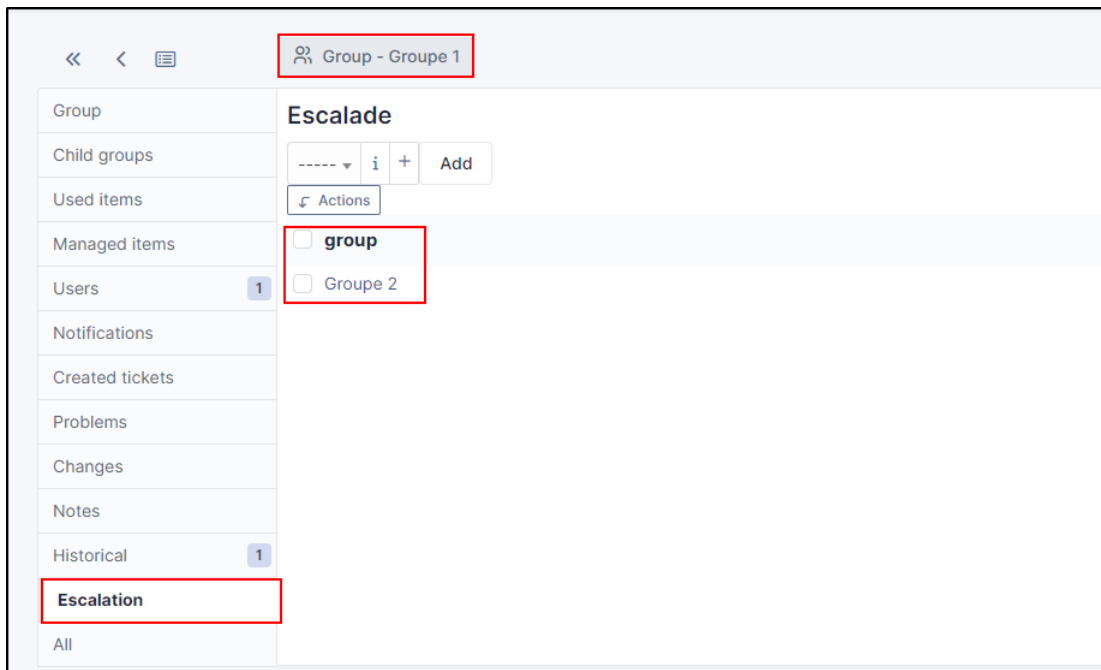 Group - Groupe 1
Group
Child groups
Used items
Managed items
Users 1
Notifications
Created tickets
Problems
Changes
Notes
Historical 1
Escalation
All
Escalade
----- i + Add
Actions
group
Groupe 2